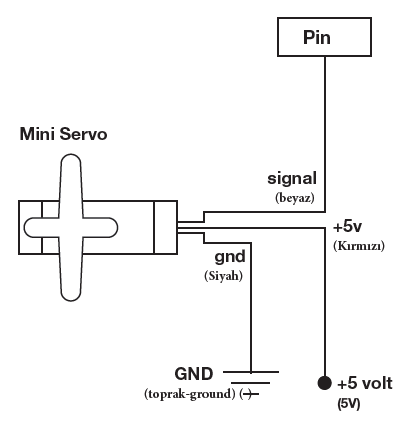 Pin
Mini Servo
signal
(beyaz)
+5v
(Kırmızı)
gnd
(Siyah)
GND
(toprak-ground) (-)
+5 volt
(5V)